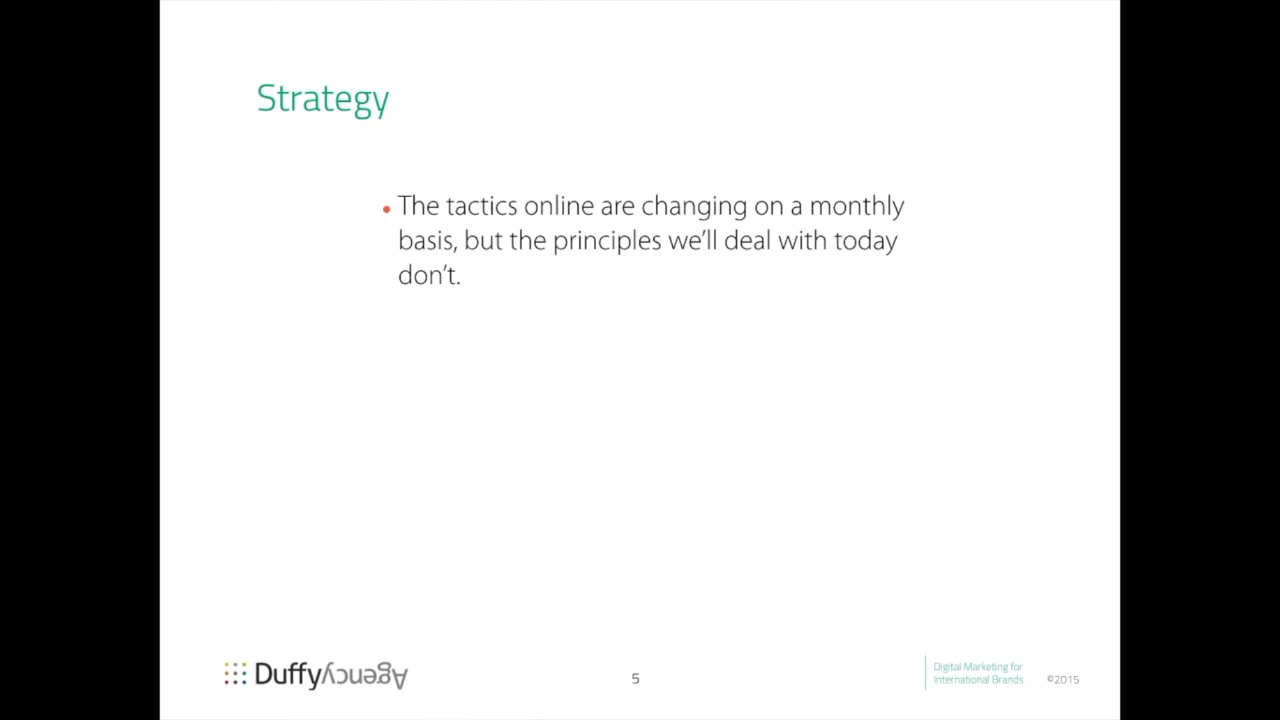 Strategy
• The tactics online are changing on a monthly
basis, but the principles we'll deal with today
don't.
DuffyAgency
5
Digital Marketing for
International Brands
©2015